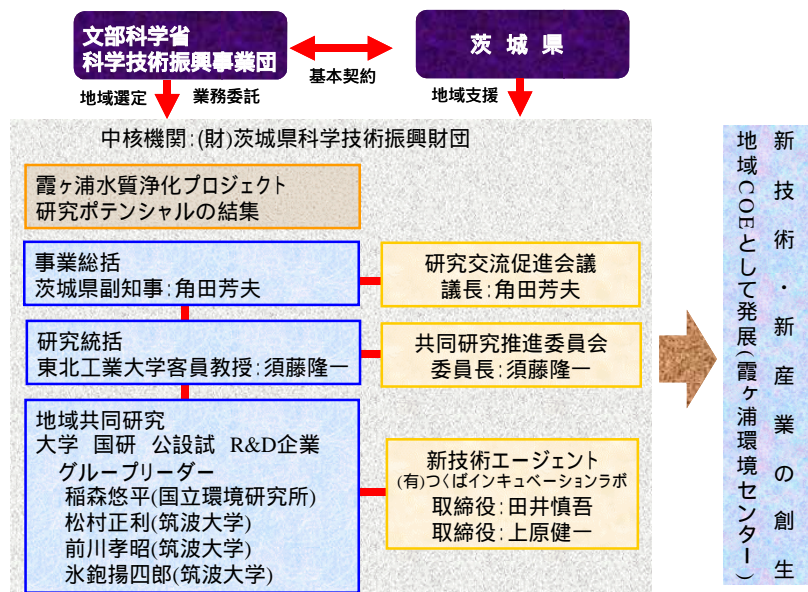 文部科学省
科学技術振興事業団
茨城県
基本契約
地域選定
業務委託
地域支援
中核機関:(財)茨城県科学技術振興財団
霞ヶ浦水質浄化プロジェクト
研究ポテンシャルの結集
事業総括
茨城県副知事:角田芳夫
研究交流促進会議
議長:角田芳夫
研究統括
東北工業大学客員教授:須藤隆一
共同研究推進委員会
委員長:須藤隆一
地域共同研究
大学 国研 公設試 R&D企業
グループリーダー
稲森悠平(国立環境研究所)
松村正利(筑波大学)
前川孝昭(筑波大学)
氷鉋揚四郎(筑波大学)
新技術エージェント
(有)つくばインキュベーションラボ
取締役:田井慎吾
取締役:上原健一
新技術・新産業の創生
地域COEとして発展(霞ヶ浦環境センター)